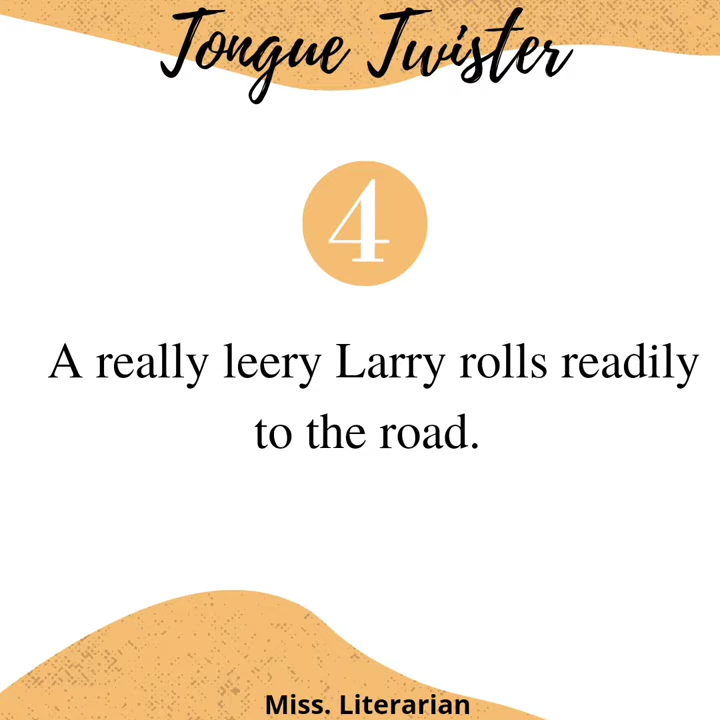 Tongue Twister
4
A really leery Larry rolls readily
to the road.
Miss. Literarian